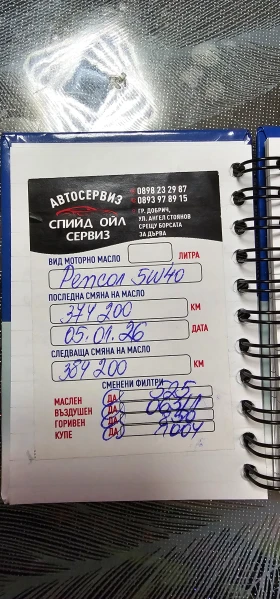 АВТОСЕРВИЗ
СПИЙД ОЙЛ
СЕРВИЗ
0898 23 29 87
0893 97 89 15
ГР. ДОБРИЧ,
УЛ. АНГЕЛ СТОЯНОВ
СРЕЩУ БОРСАТА
ЗА ДЪРВА
ВИД МОТОРНО МАСЛО ЛИТРА
Репсол 5W40
ПОСЛЕДНА СМЯНА НА МАСЛО
374 200 КМ
05.01.26 ДАТА
СЛЕДВАЩА СМЯНА НА МАСЛО
384 200 КМ
СМЕНЕНИ ФИЛТРИ
МАСЛЕН ДА 525
ВЪЗДУШЕН ДА
ГОРИВЕН ДА
КУПЕ ДА